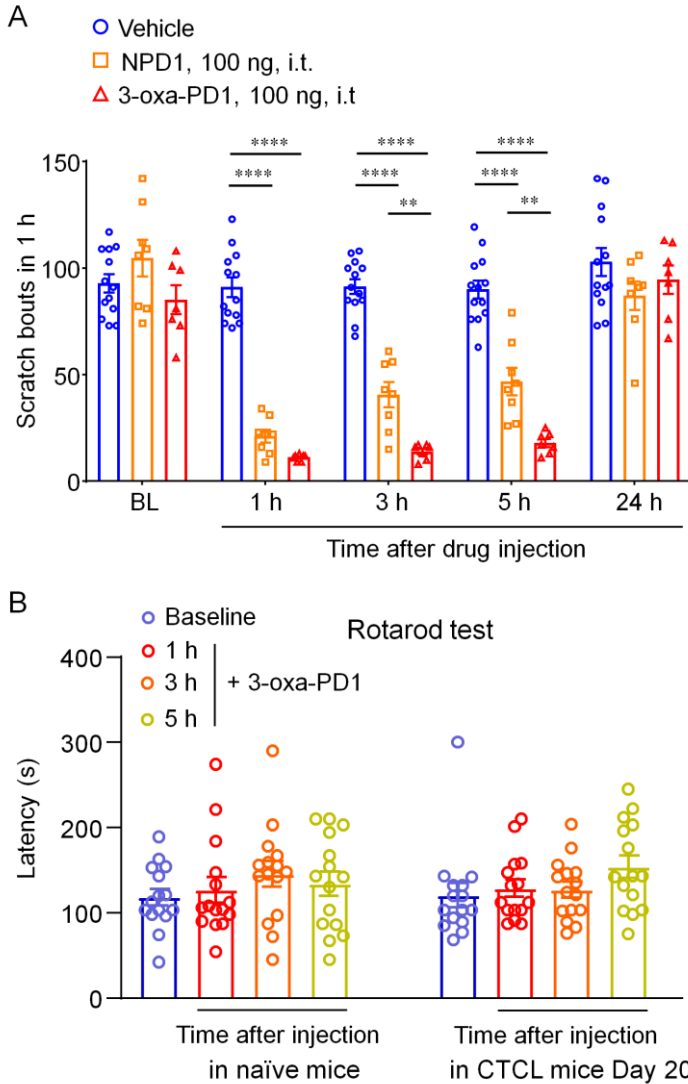 A
Vehicle
NPD1, 100 ng, i.t.
3-oxa-PD1, 100 ng, i.t
**** **** ****
**** **** ****
** **
Scratch bouts in 1 h
150
100
50
0
BL 1 h 3 h 5 h 24 h
Time after drug injection
B
Baseline
Rotarod test
1 h
3 h
5 h
+ 3-oxa-PD1
Latency (s)
400
300
200
100
0
Time after injection
in naïve mice
Time after injection
in CTCL mice Day 20